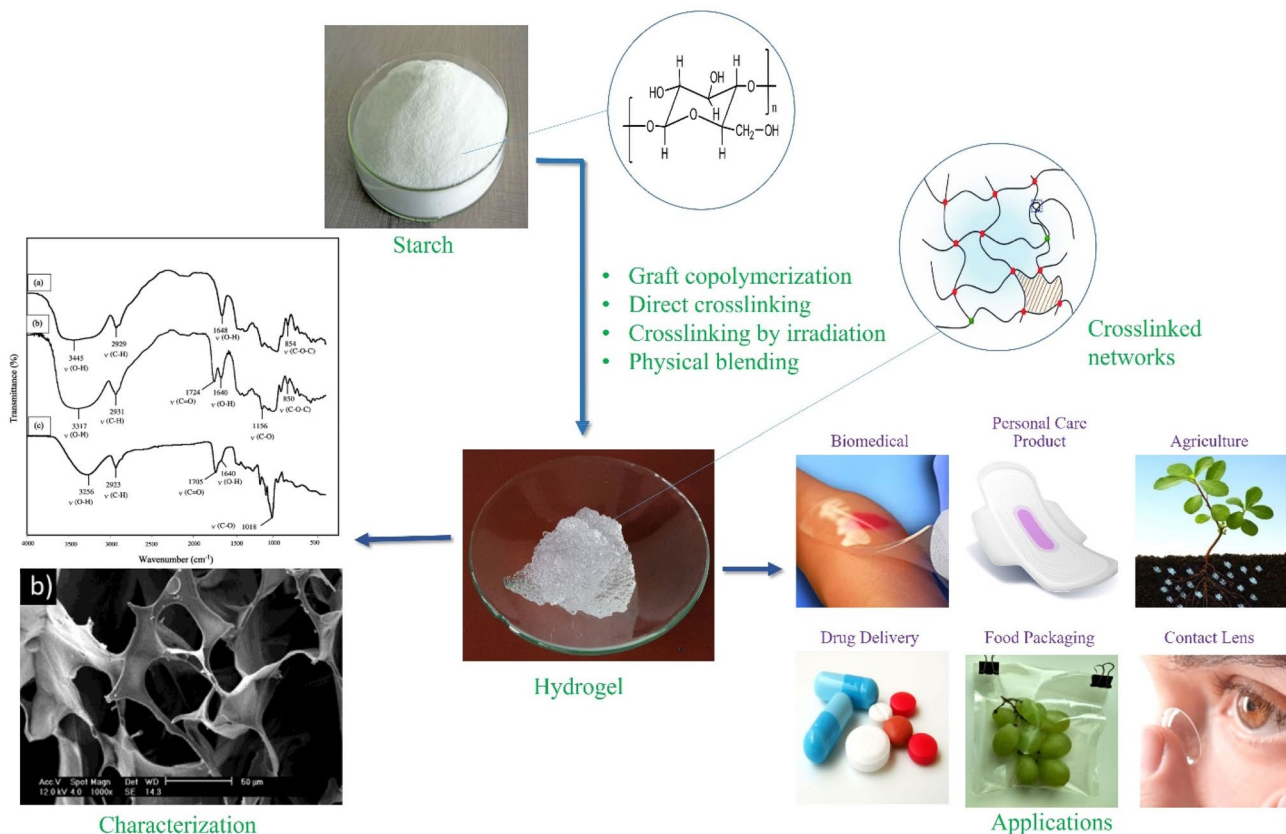 H
OH
H
HO
O
H
n
H
O
O
CH₂–OH
H
H
Starch
• Graft copolymerization
• Direct crosslinking
• Crosslinking by irradiation
• Physical blending
Crosslinked
networks
(a)
1648
ν (O-H)
2929
ν (C-H)
854
ν (C-O-C)
(b)
3445
ν (O-H)
1724
ν (C=O)
1640
ν (O-H)
850
ν (C-O-C)
2931
ν (C-H)
1156
ν (C-O)
3317
ν (O-H)
(c)
1640
ν (O-H)
3256
ν (O-H)
2923
ν (C-H)
1705
ν (C=O)
ν (C-O)
1018
Transmittance (%)
4000 3500 2500 1500 1000 500
Wavenumber (cm⁻¹)
b)
Acc.V Spot Magn Det WD 50 μm
12.0 kV 4.0 1000x SE 14.3
Characterization
Hydrogel
Biomedical
Personal Care
Product
Agriculture
Drug Delivery
Food Packaging
Contact Lens
Applications